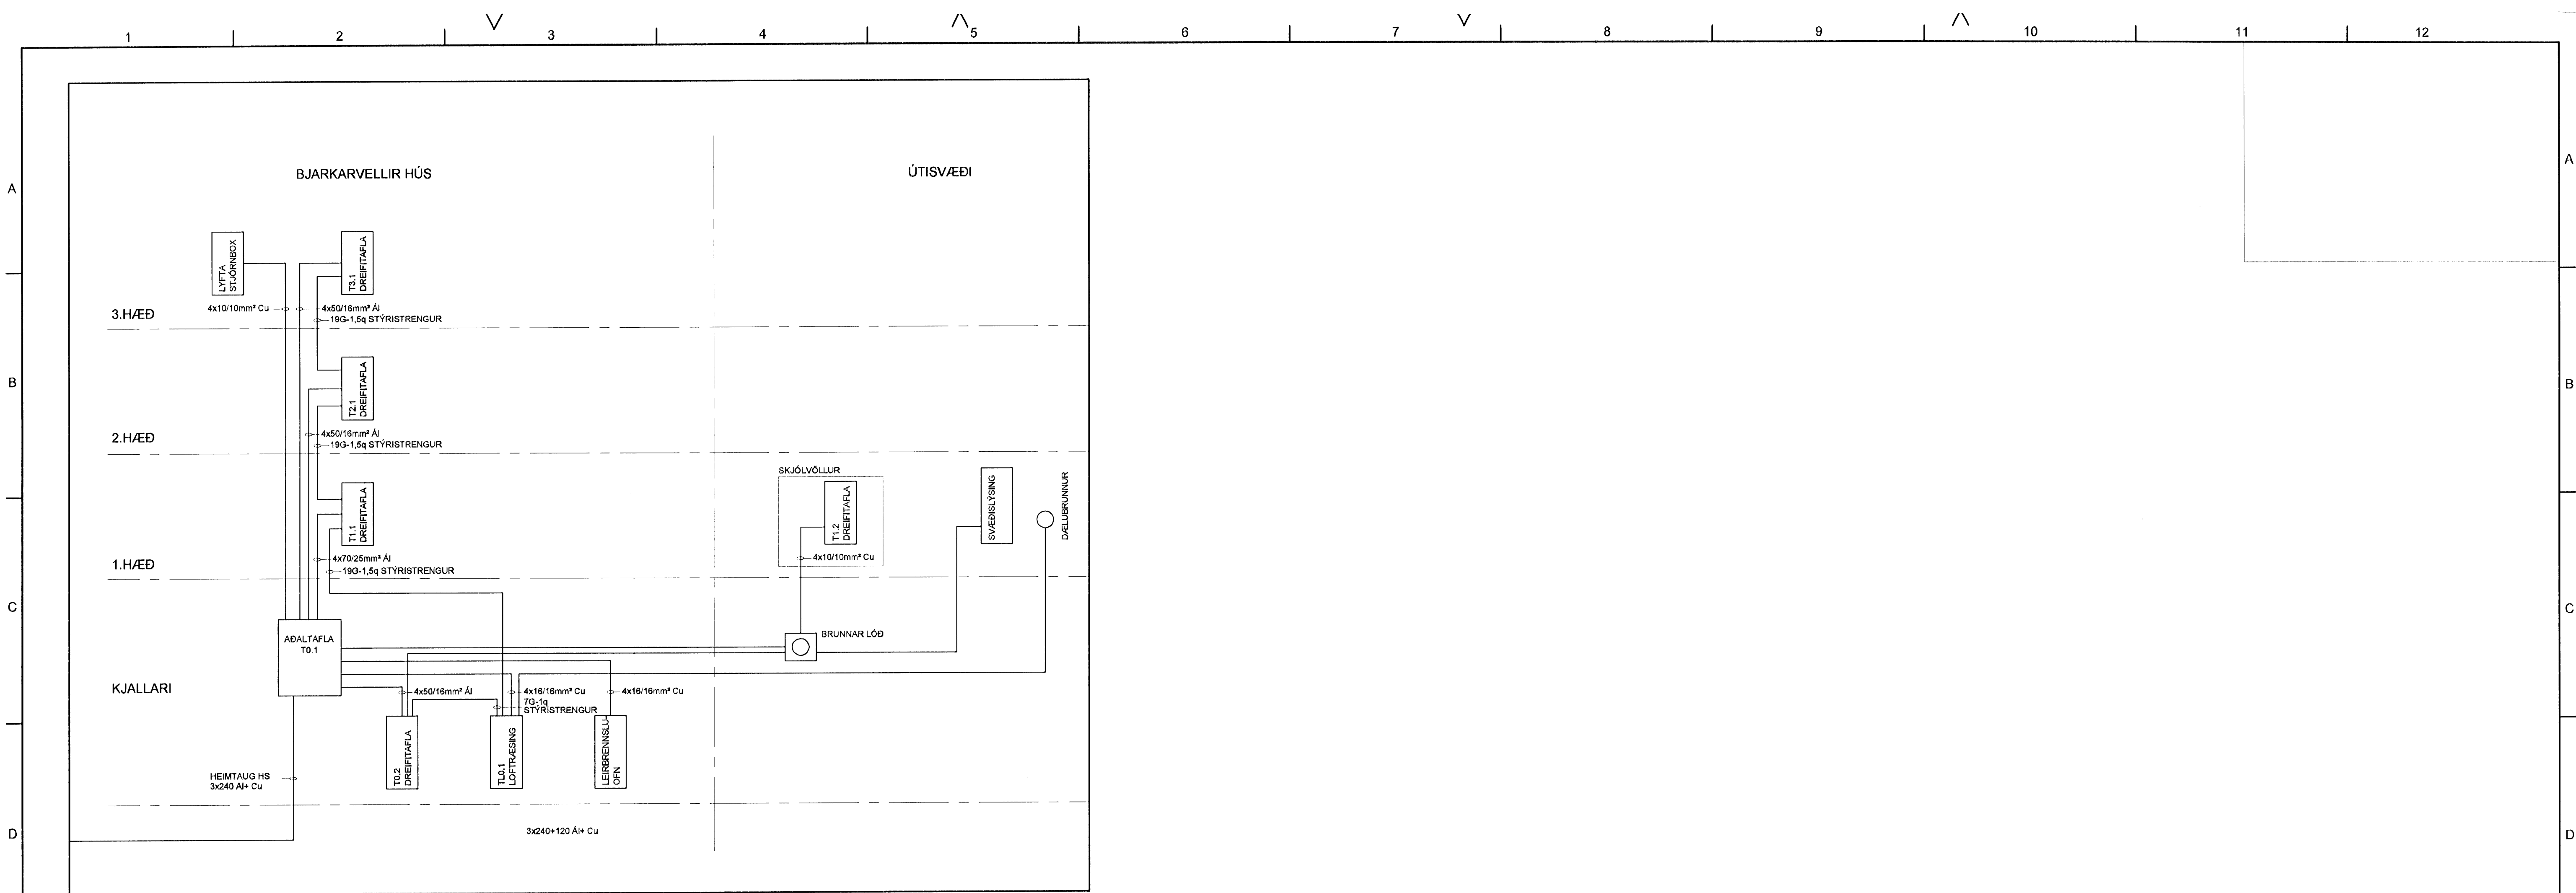 1 2 3 4 5 6 7 8 9 10 11 12
A
A
BJARKARVELLIR HÚS
ÚTISVÆÐI
LYFTA
STJÓRNBOX
T3.1
DREIFITAFLA
4x10/10mm² Cu
4x50/16mm² Ál
19G-1,5q STÝRISTRENGUR
3.HÆÐ
B
B
T2.1
DREIFITAFLA
4x50/16mm² Ál
19G-1,5q STÝRISTRENGUR
2.HÆÐ
SKJÓLVÖLLUR
T1.1
DREIFITAFLA
T1.2
DREIFITAFLA
SVÆÐISLÝSING
DÆLUBRUNNUR
4x70/25mm² Ál
19G-1,5q STÝRISTRENGUR
4x10/10mm² Cu
1.HÆÐ
C
C
AÐALTAFLA
T0.1
BRUNNAR LÓÐ
KJALLARI
4x50/16mm² Ál
4x16/16mm² Cu
7G-1q
STÝRISTRENGUR
4x16/16mm² Cu
T0.2
DREIFITAFLA
TL0.1
LOFTRÆSING
LEIRBRENNSLU-
OFN
HEIMTAUG HS
3x240 Al+ Cu
D
D
3x240+120 Ál+ Cu